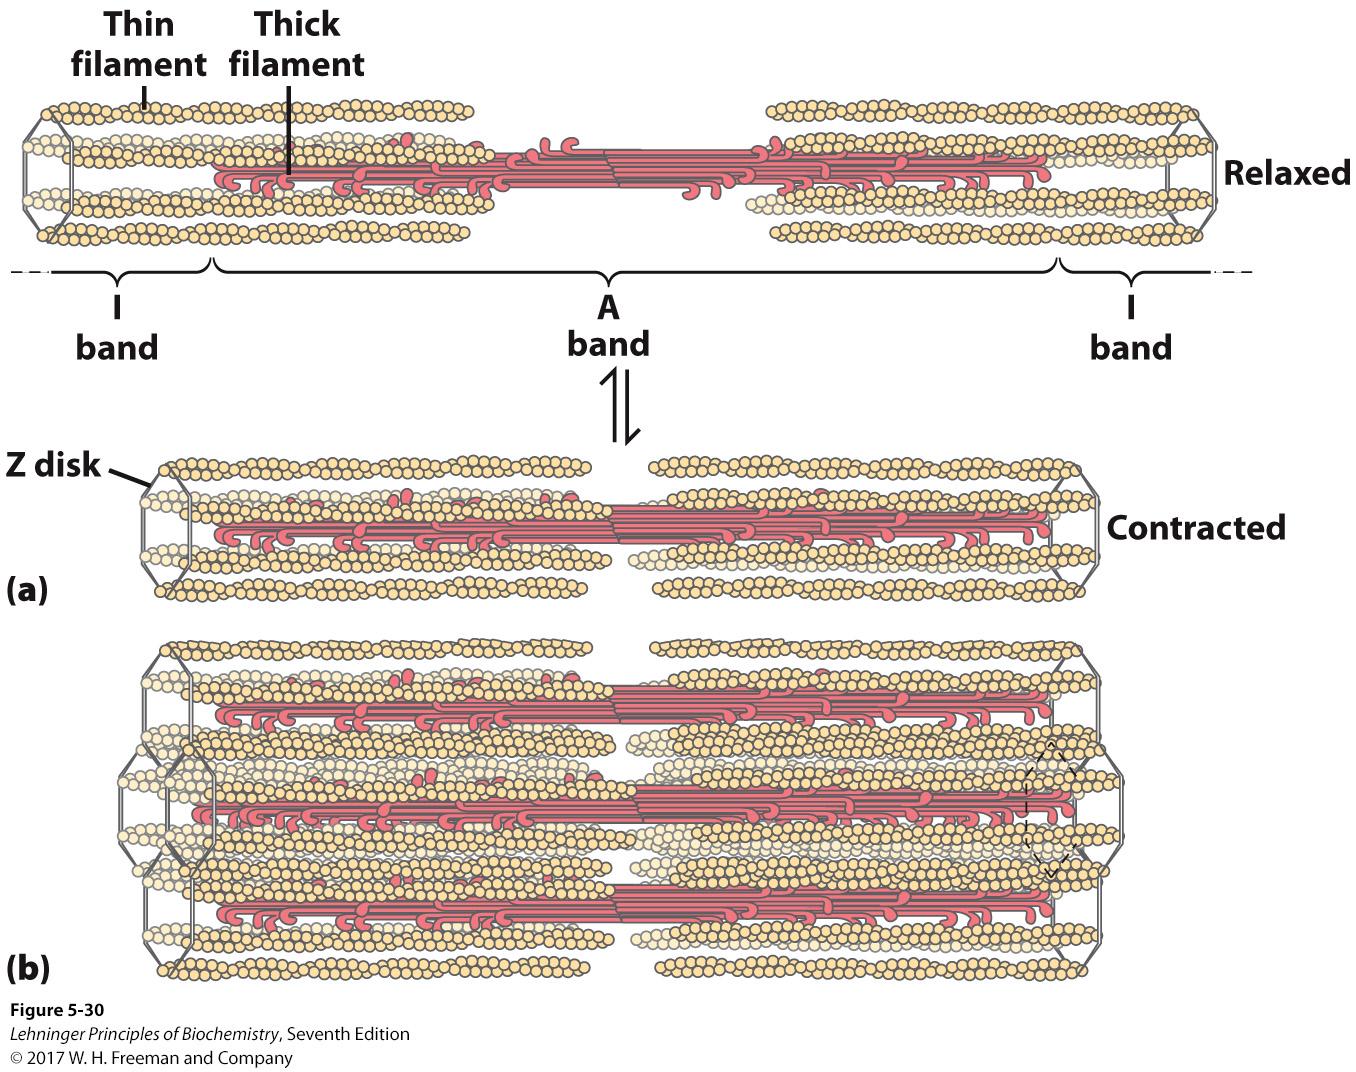 Thin
filament
Thick
filament
Relaxed
I
band
A
band
I
band
Z disk
Contracted
(a)
(b)
Figure 5-30
Lehninger Principles of Biochemistry, Seventh Edition
© 2017 W. H. Freeman and Company